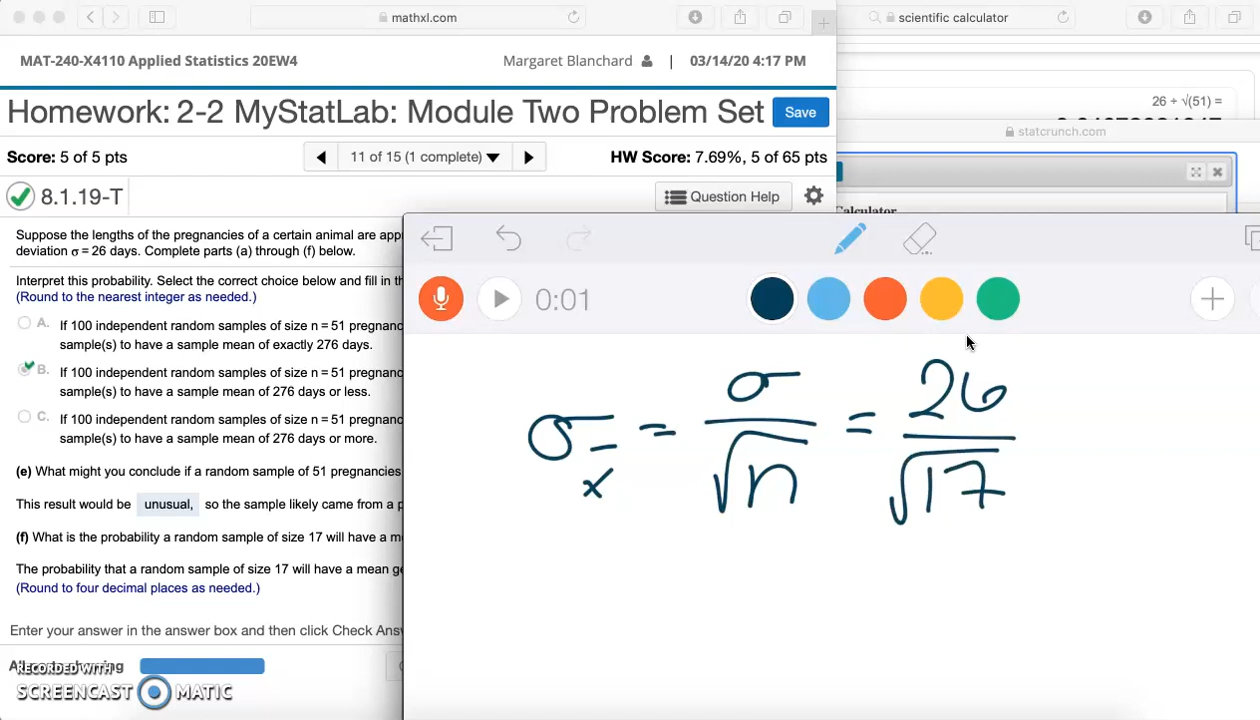 mathxl.com
scientific calculator
MAT-240-X4110 Applied Statistics 20EW4
Margaret Blanchard | 03/14/20 4:17 PM
26 ÷ √(51) =
Homework: 2-2 MyStatLab: Module Two Problem Set
Save
statcrunch.com
Score: 5 of 5 pts
11 of 15 (1 complete)
HW Score: 7.69%, 5 of 65 pts
8.1.19-T
Question Help
Calculator
Suppose the lengths of the pregnancies of a certain animal are app
deviation σ = 26 days. Complete parts (a) through (f) below.
Interpret this probability. Select the correct choice below and fill in th
(Round to the nearest integer as needed.)
A. If 100 independent random samples of size n = 51 pregnanc
sample(s) to have a sample mean of exactly 276 days.
B. If 100 independent random samples of size n = 51 pregnanc
sample(s) to have a sample mean of 276 days or less.
C. If 100 independent random samples of size n = 51 pregnanc
sample(s) to have a sample mean of 276 days or more.
(e) What might you conclude if a random sample of 51 pregnancies
This result would be unusual, so the sample likely came from a p
(f) What is the probability a random sample of size 17 will have a m
The probability that a random sample of size 17 will have a mean ge
(Round to four decimal places as needed.)
Enter your answer in the answer box and then click Check Ans
RECORDED WITH
SCREENCAST MATIC
0:01
σ x̄ = σ/√n = 26/√17